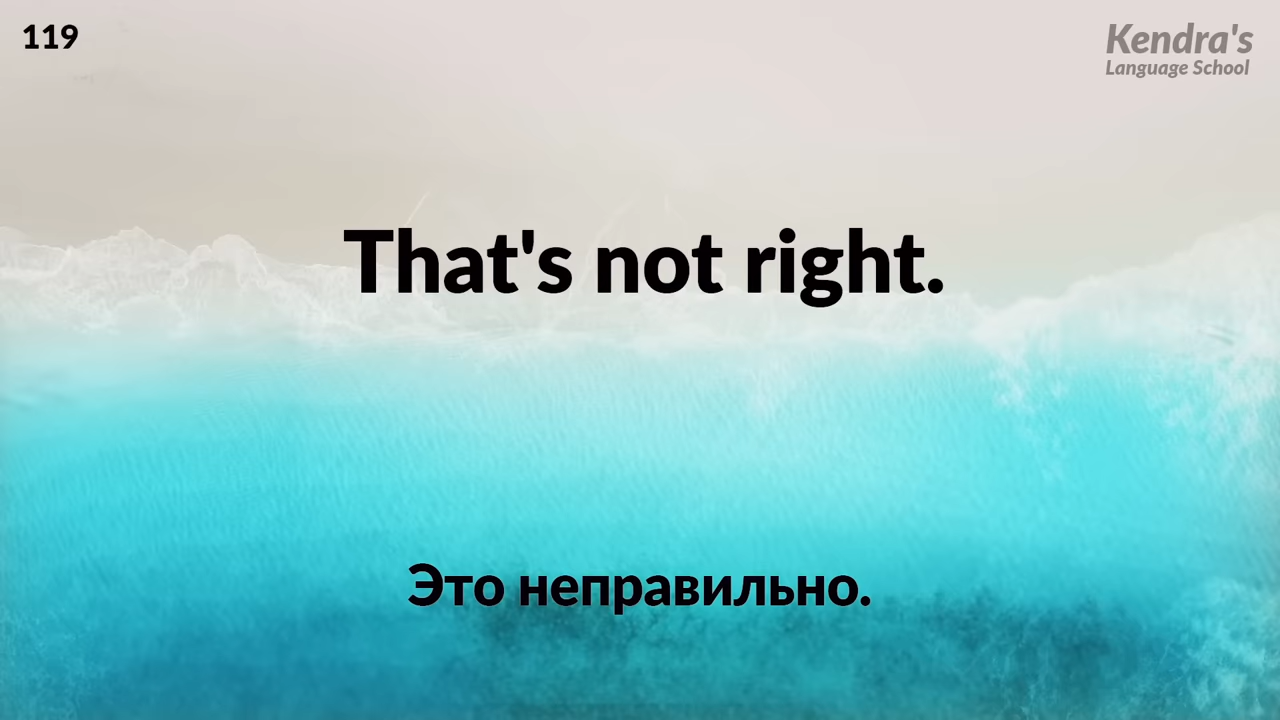 119
Kendra's
Language School
That's not right.
Это неправильно.